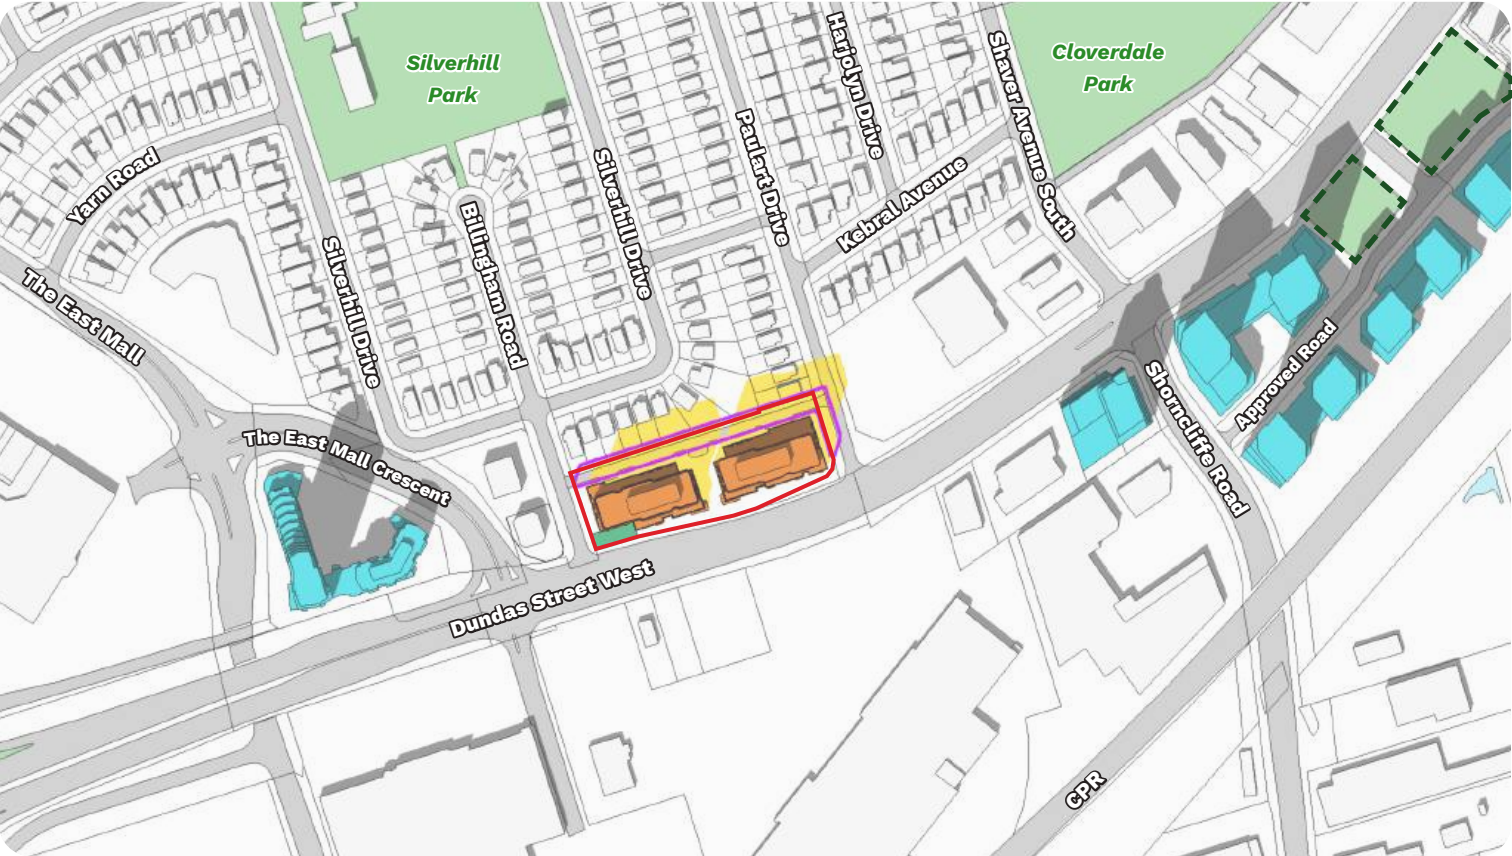 Silverhill
Park
Cloverdale
Park
Harjolyn Drive
Shaver Avenue South
Paulart Drive
Silverhill Drive
Kebral Avenue
Yarn Road
Billingham Road
Silverhill Drive
The East Mall
The East Mall Crescent
Dundas Street West
Shorncliffe Road
Approved Road
CPR